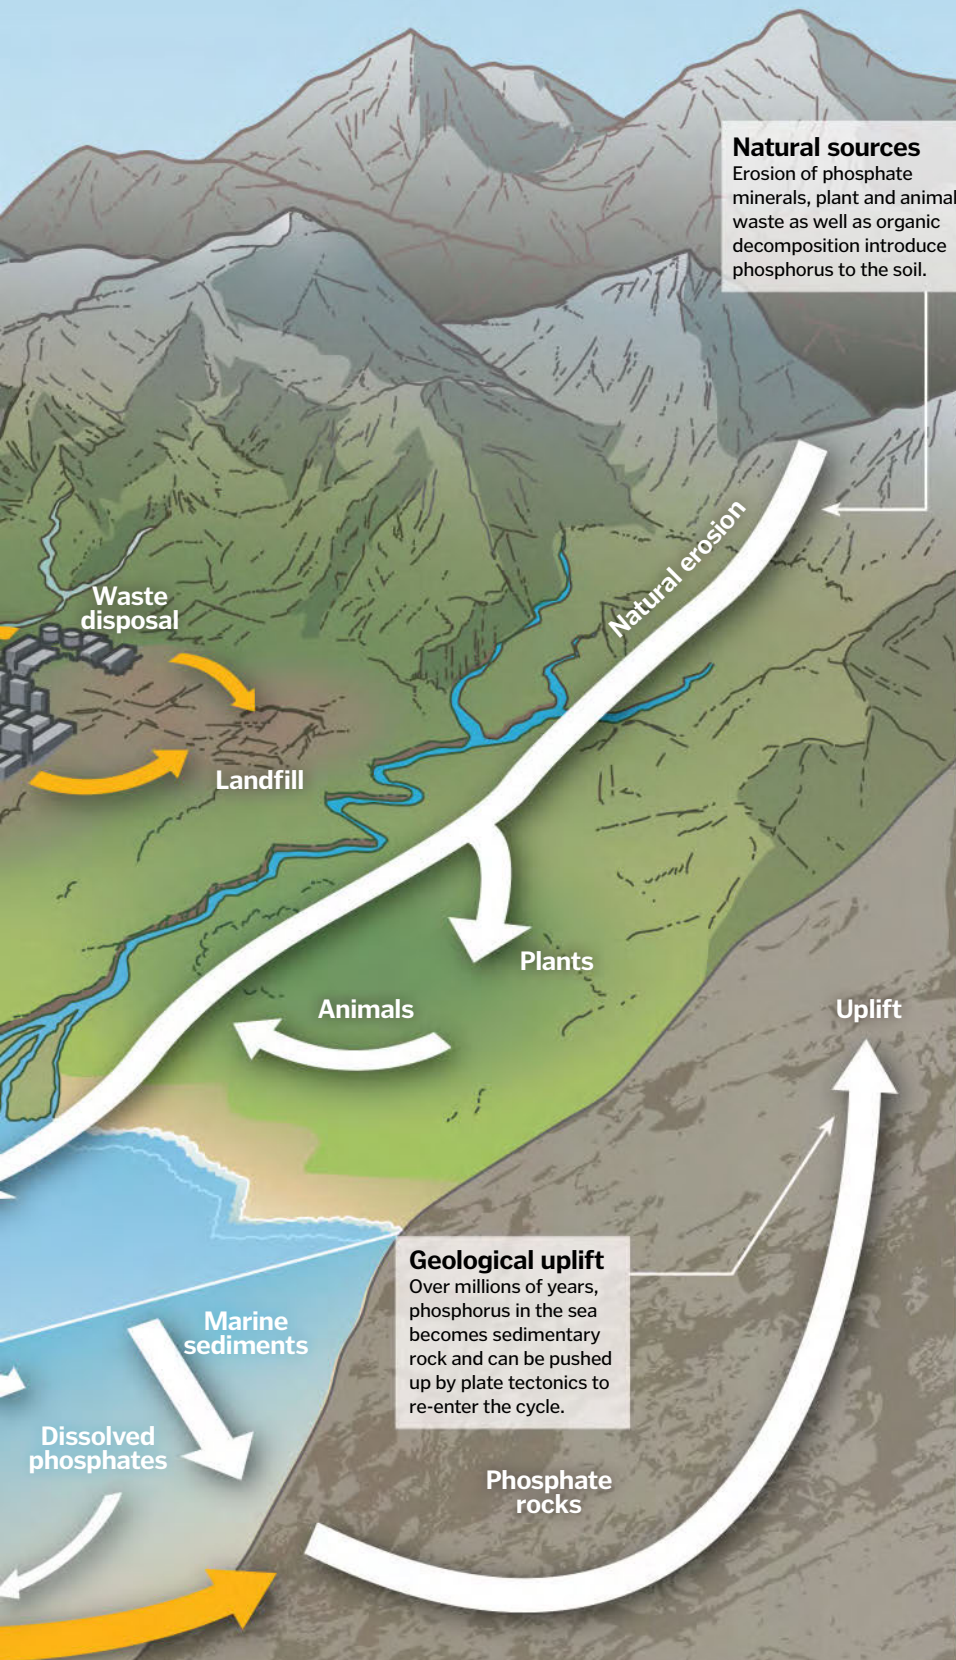 Natural sources
Erosion of phosphate
minerals, plant and animal
waste as well as organic
decomposition introduce
phosphorus to the soil.
Natural erosion
Waste
disposal
Landfill
Plants
Animals
Uplift
Geological uplift
Over millions of years,
phosphorus in the sea
becomes sedimentary
rock and can be pushed
up by plate tectonics to
re-enter the cycle.
Marine
sediments
Dissolved
phosphates
Phosphate
rocks